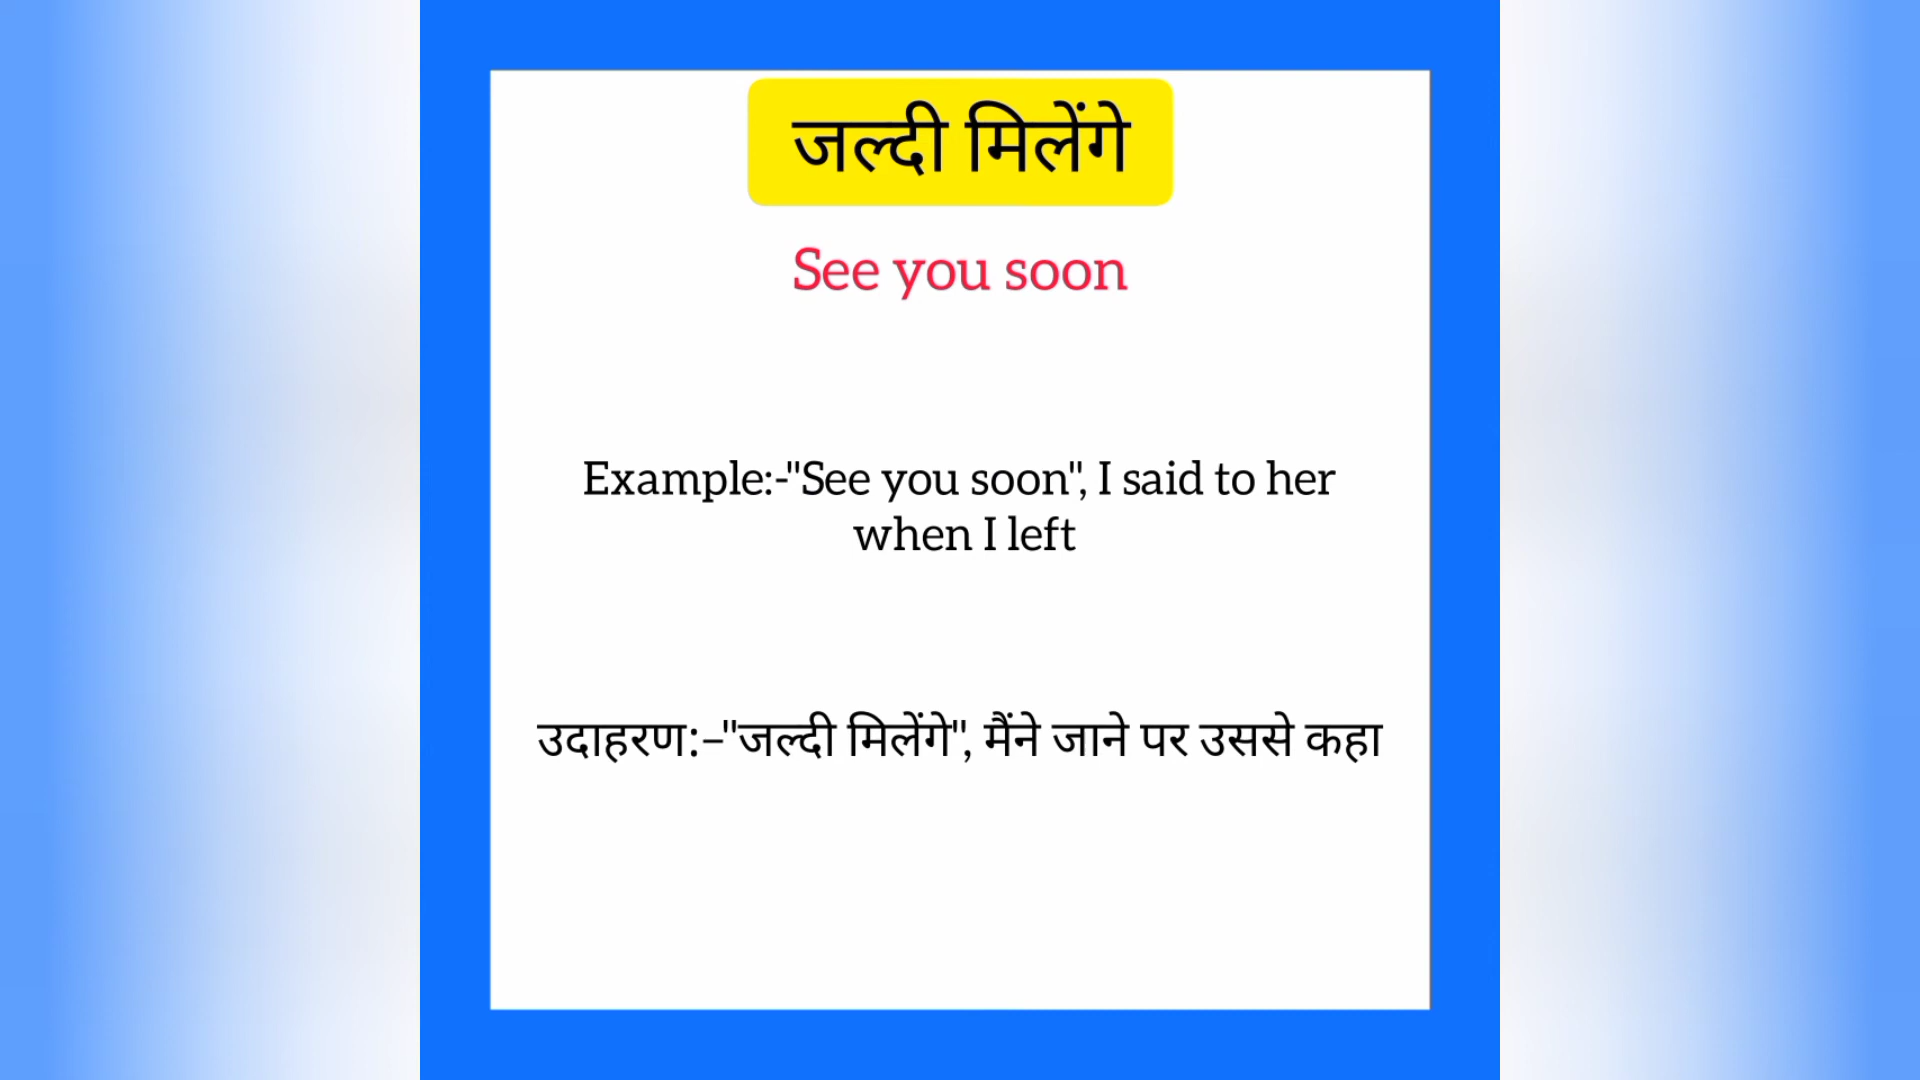 जल्दी मिलेंगे
See you soon
Example:-"See you soon", I said to her
when I left
उदाहरण:–"जल्दी मिलेंगे", मैंने जाने पर उससे कहा